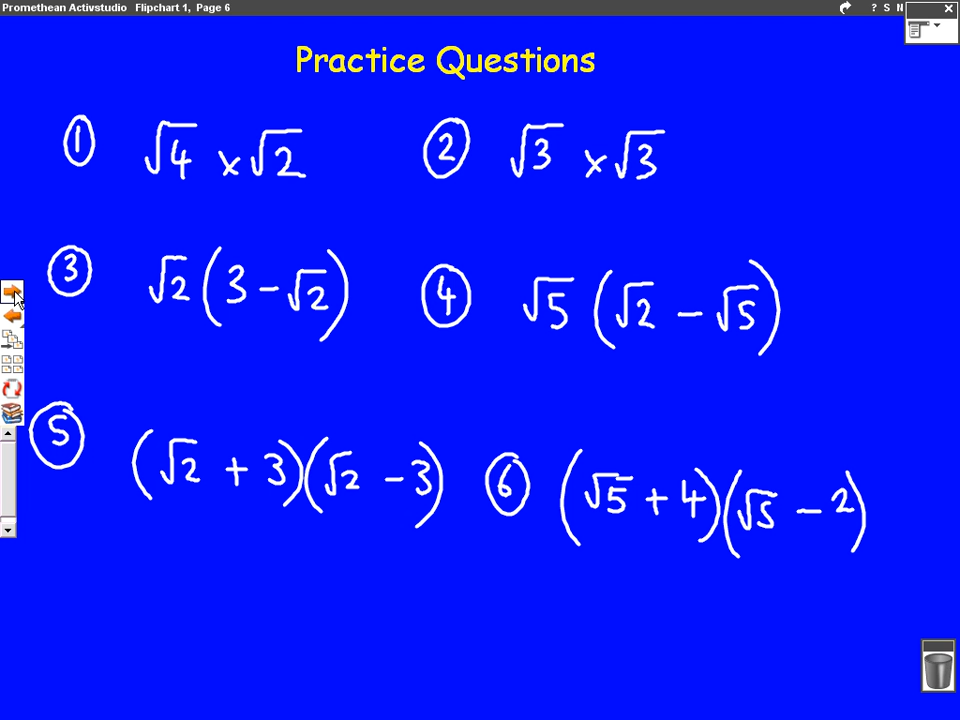 Promethean Activstudio Flipchart 1, Page 6 ? S N
Practice Questions
① √4 × √2 ② √3 × √3
③ √2 (3 - √2) ④ √5 (√2 - √5)
⑤ (√2 + 3)(√2 - 3) ⑥ (√5 + 4)(√5 - 2)